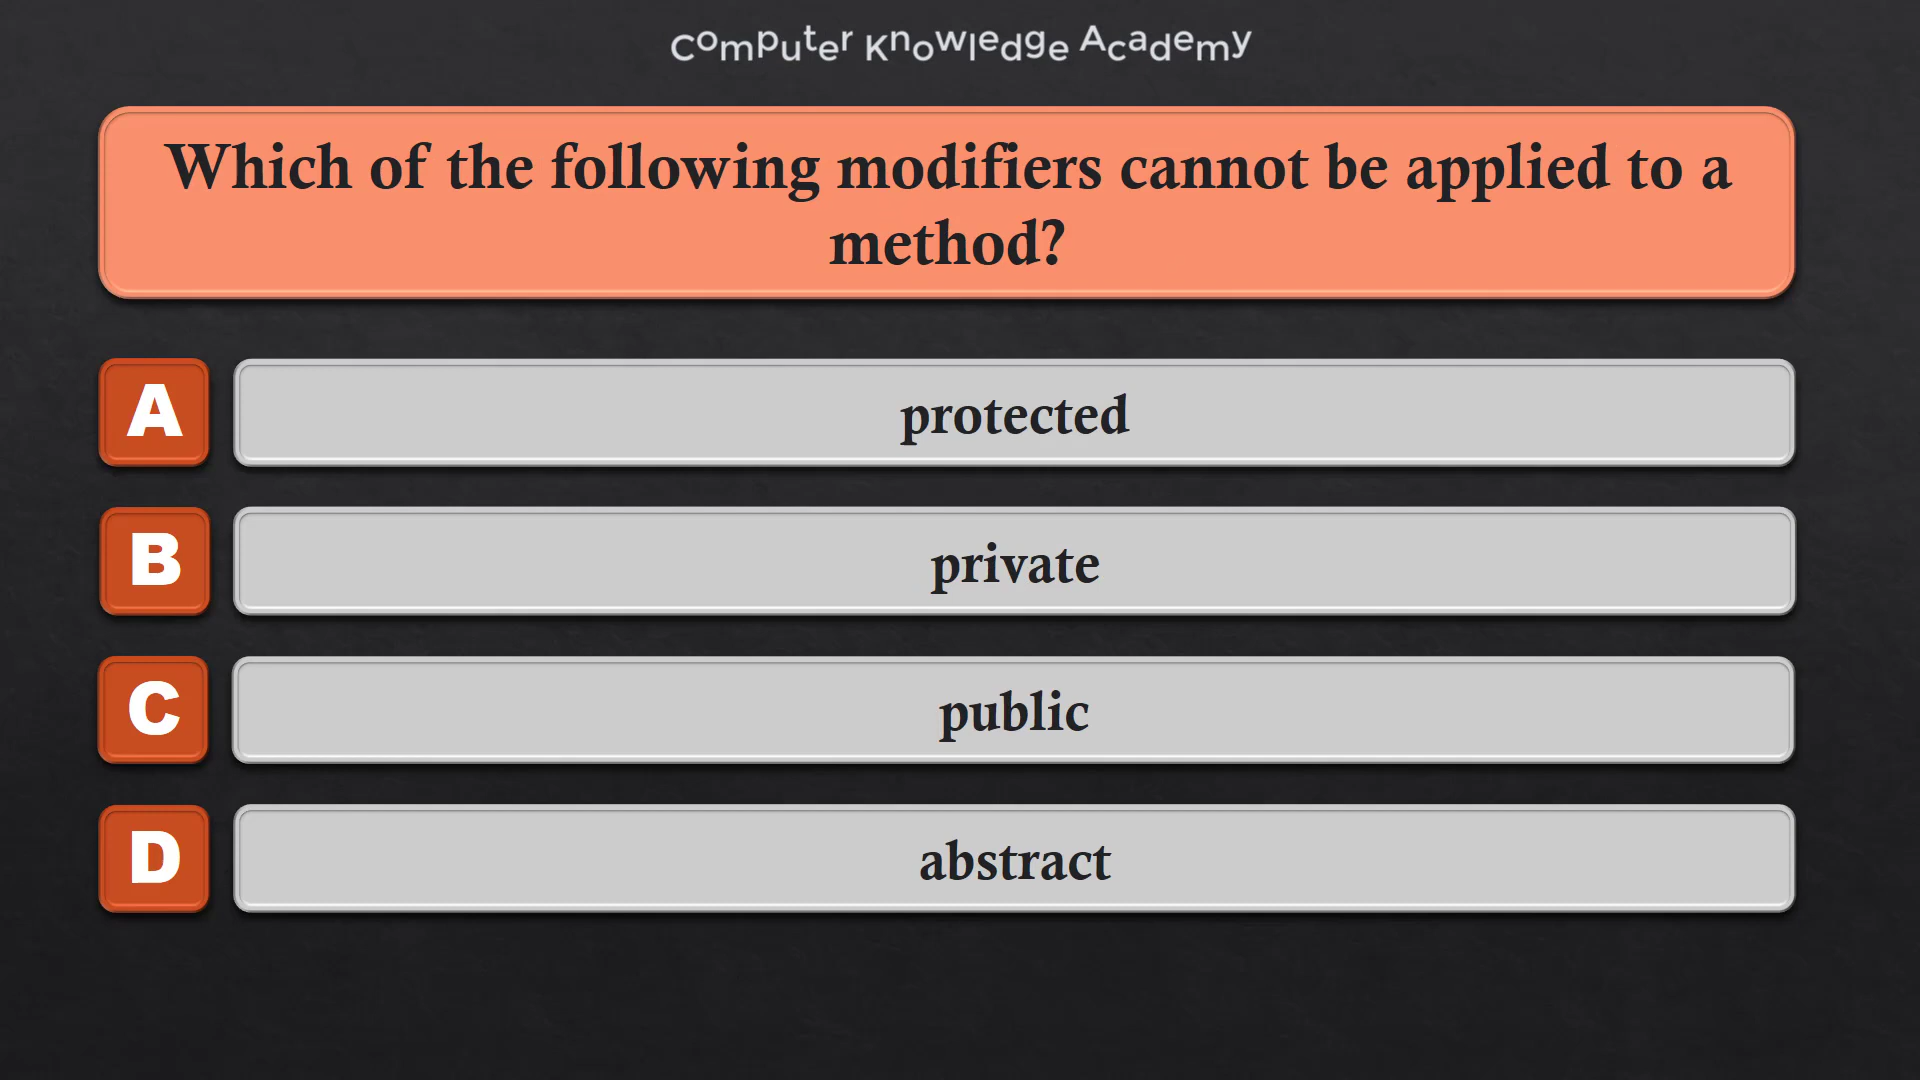 Computer Knowledge Academy
Which of the following modifiers cannot be applied to a
method?
A protected
B private
C public
D abstract